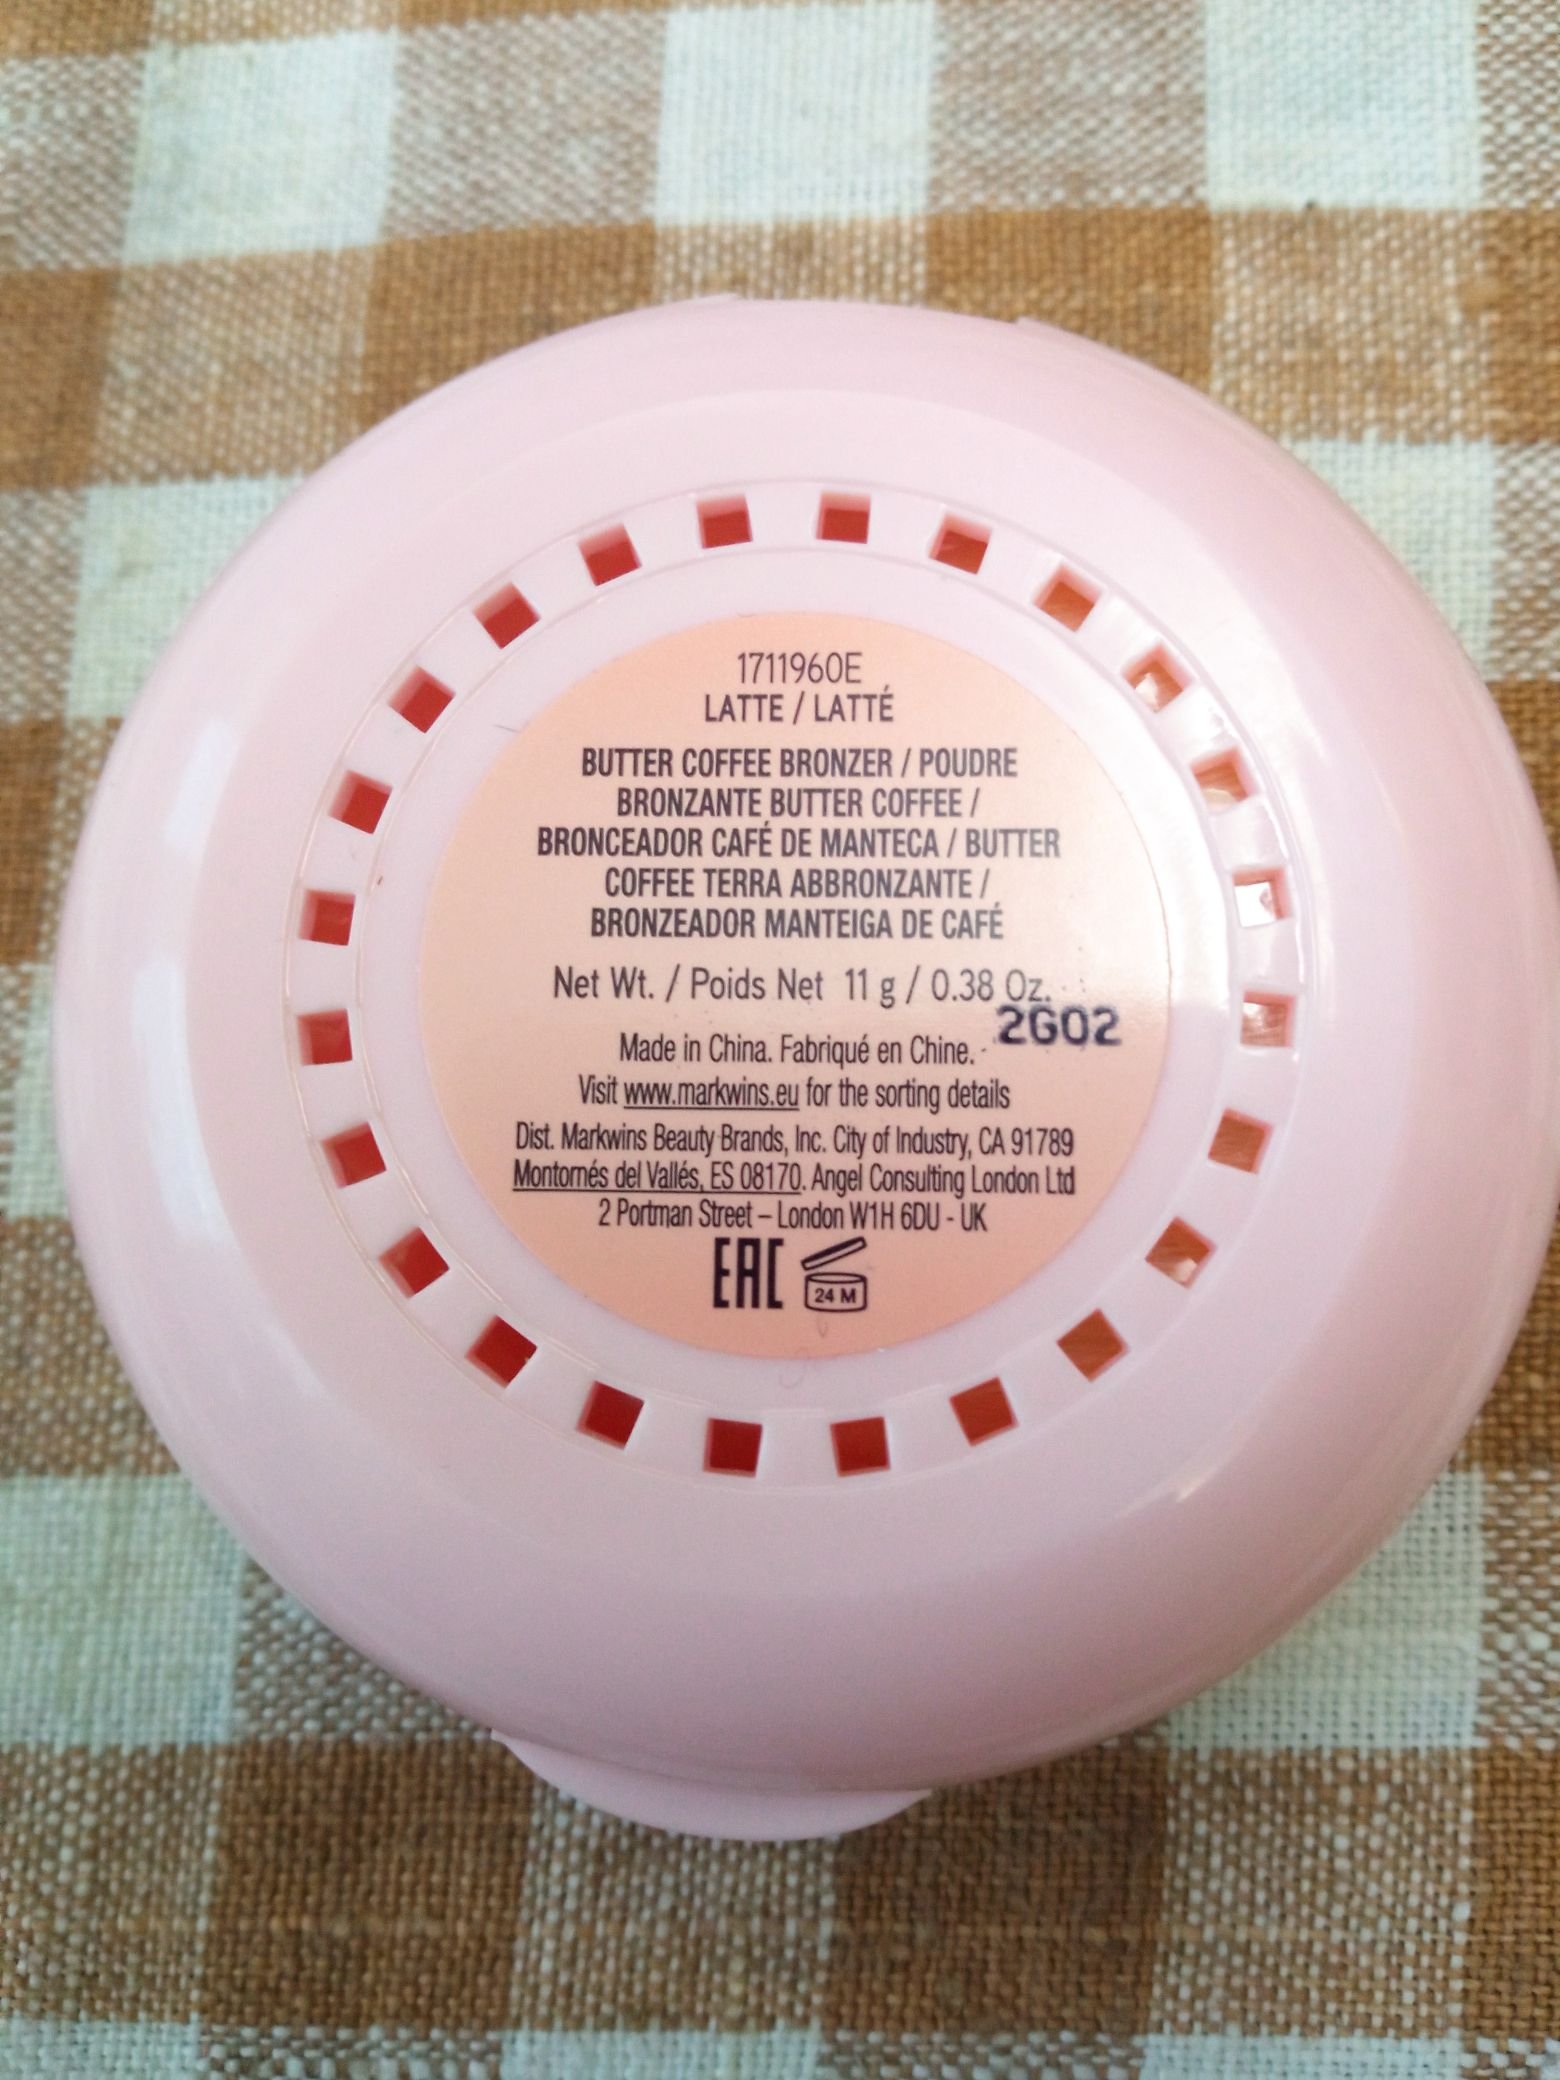 1711960E
LATTE / LATTÉ
BUTTER COFFEE BRONZER / POUDRE
BRONZANTE BUTTER COFFEE /
BRONCEADOR CAFÉ DE MANTECA / BUTTER
COFFEE TERRA ABBRONZANTE /
BRONZEADOR MANTEIGA DE CAFÉ
Net Wt. / Poids Net 11 g / 0.38 Oz.
2G02
Made in China. Fabriqué en Chine.
Visit www.markwins.eu for the sorting details
Dist. Markwins Beauty Brands, Inc. City of Industry, CA 91789
Montornés del Vallés, ES 08170. Angel Consulting London Ltd
2 Portman Street – London W1H 6DU - UK
EAC 24 M